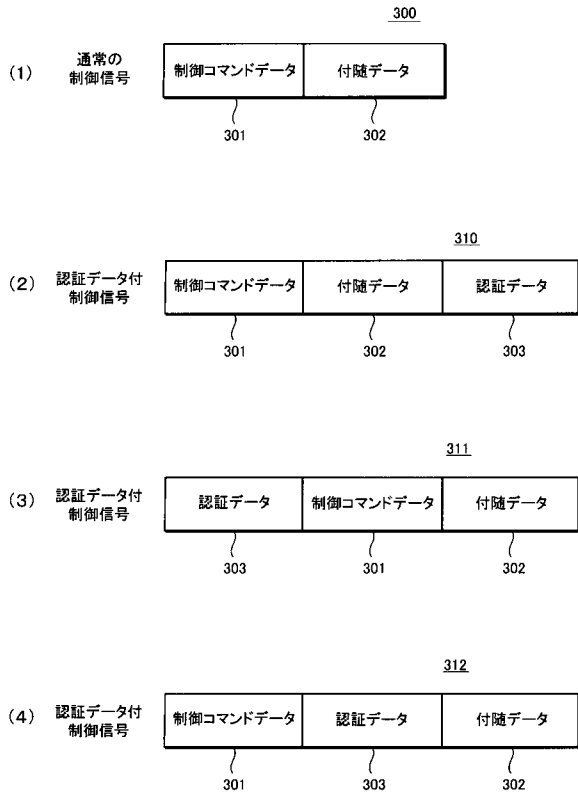 300
(1) 通常の
制御信号
制御コマンドデータ 付随データ
301 302
310
(2) 認証データ付
制御信号
制御コマンドデータ 付随データ 認証データ
301 302 303
311
(3) 認証データ付
制御信号
認証データ 制御コマンドデータ 付随データ
303 301 302
312
(4) 認証データ付
制御信号
制御コマンドデータ 認証データ 付随データ
301 303 302